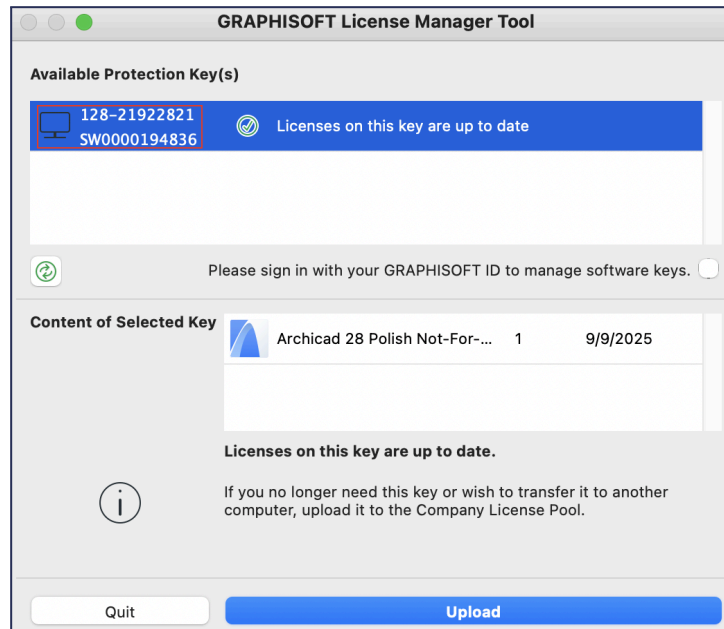 GRAPHISOFT License Manager Tool
Available Protection Key(s)
128-21922821
SW0000194836
Licenses on this key are up to date
Please sign in with your GRAPHISOFT ID to manage software keys.
Content of Selected Key
Archicad 28 Polish Not-For-... 1 9/9/2025
Licenses on this key are up to date.
If you no longer need this key or wish to transfer it to another
computer, upload it to the Company License Pool.
Quit
Upload